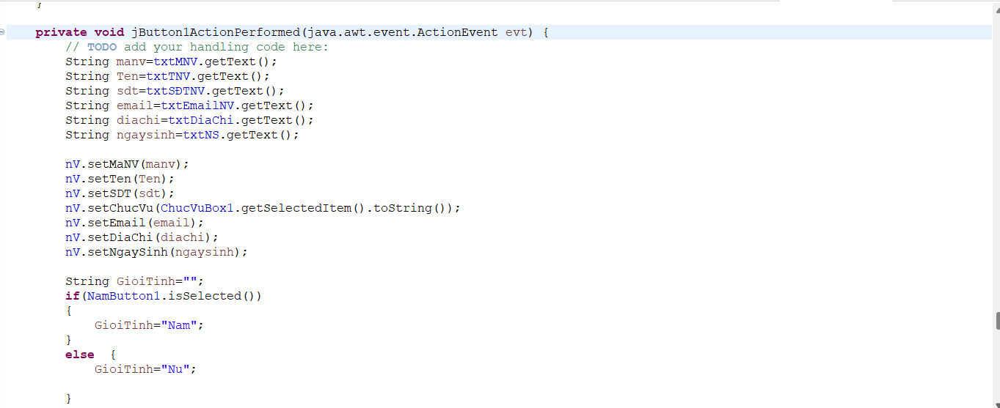 }
private void jButton1ActionPerformed(java.awt.event.ActionEvent evt) {
// TODO add your handling code here:
String manv=txtMNV.getText();
String Ten=txtTNV.getText();
String sdt=txtSĐTNV.getText();
String email=txtEmailNV.getText();
String diachi=txtDiaChi.getText();
String ngaysinh=txtNS.getText();
nV.setMaNV(manv);
nV.setTen(Ten);
nV.setSDT(sdt);
nV.setChucVu(ChucVuBox1.getSelectedItem().toString());
nV.setEmail(email);
nV.setDiaChi(diachi);
nV.setNgaySinh(ngaysinh);
String GioiTinh="";
if(NamButton1.isSelected())
{
GioiTinh="Nam";
}
else  {
GioiTinh="Nu";
}